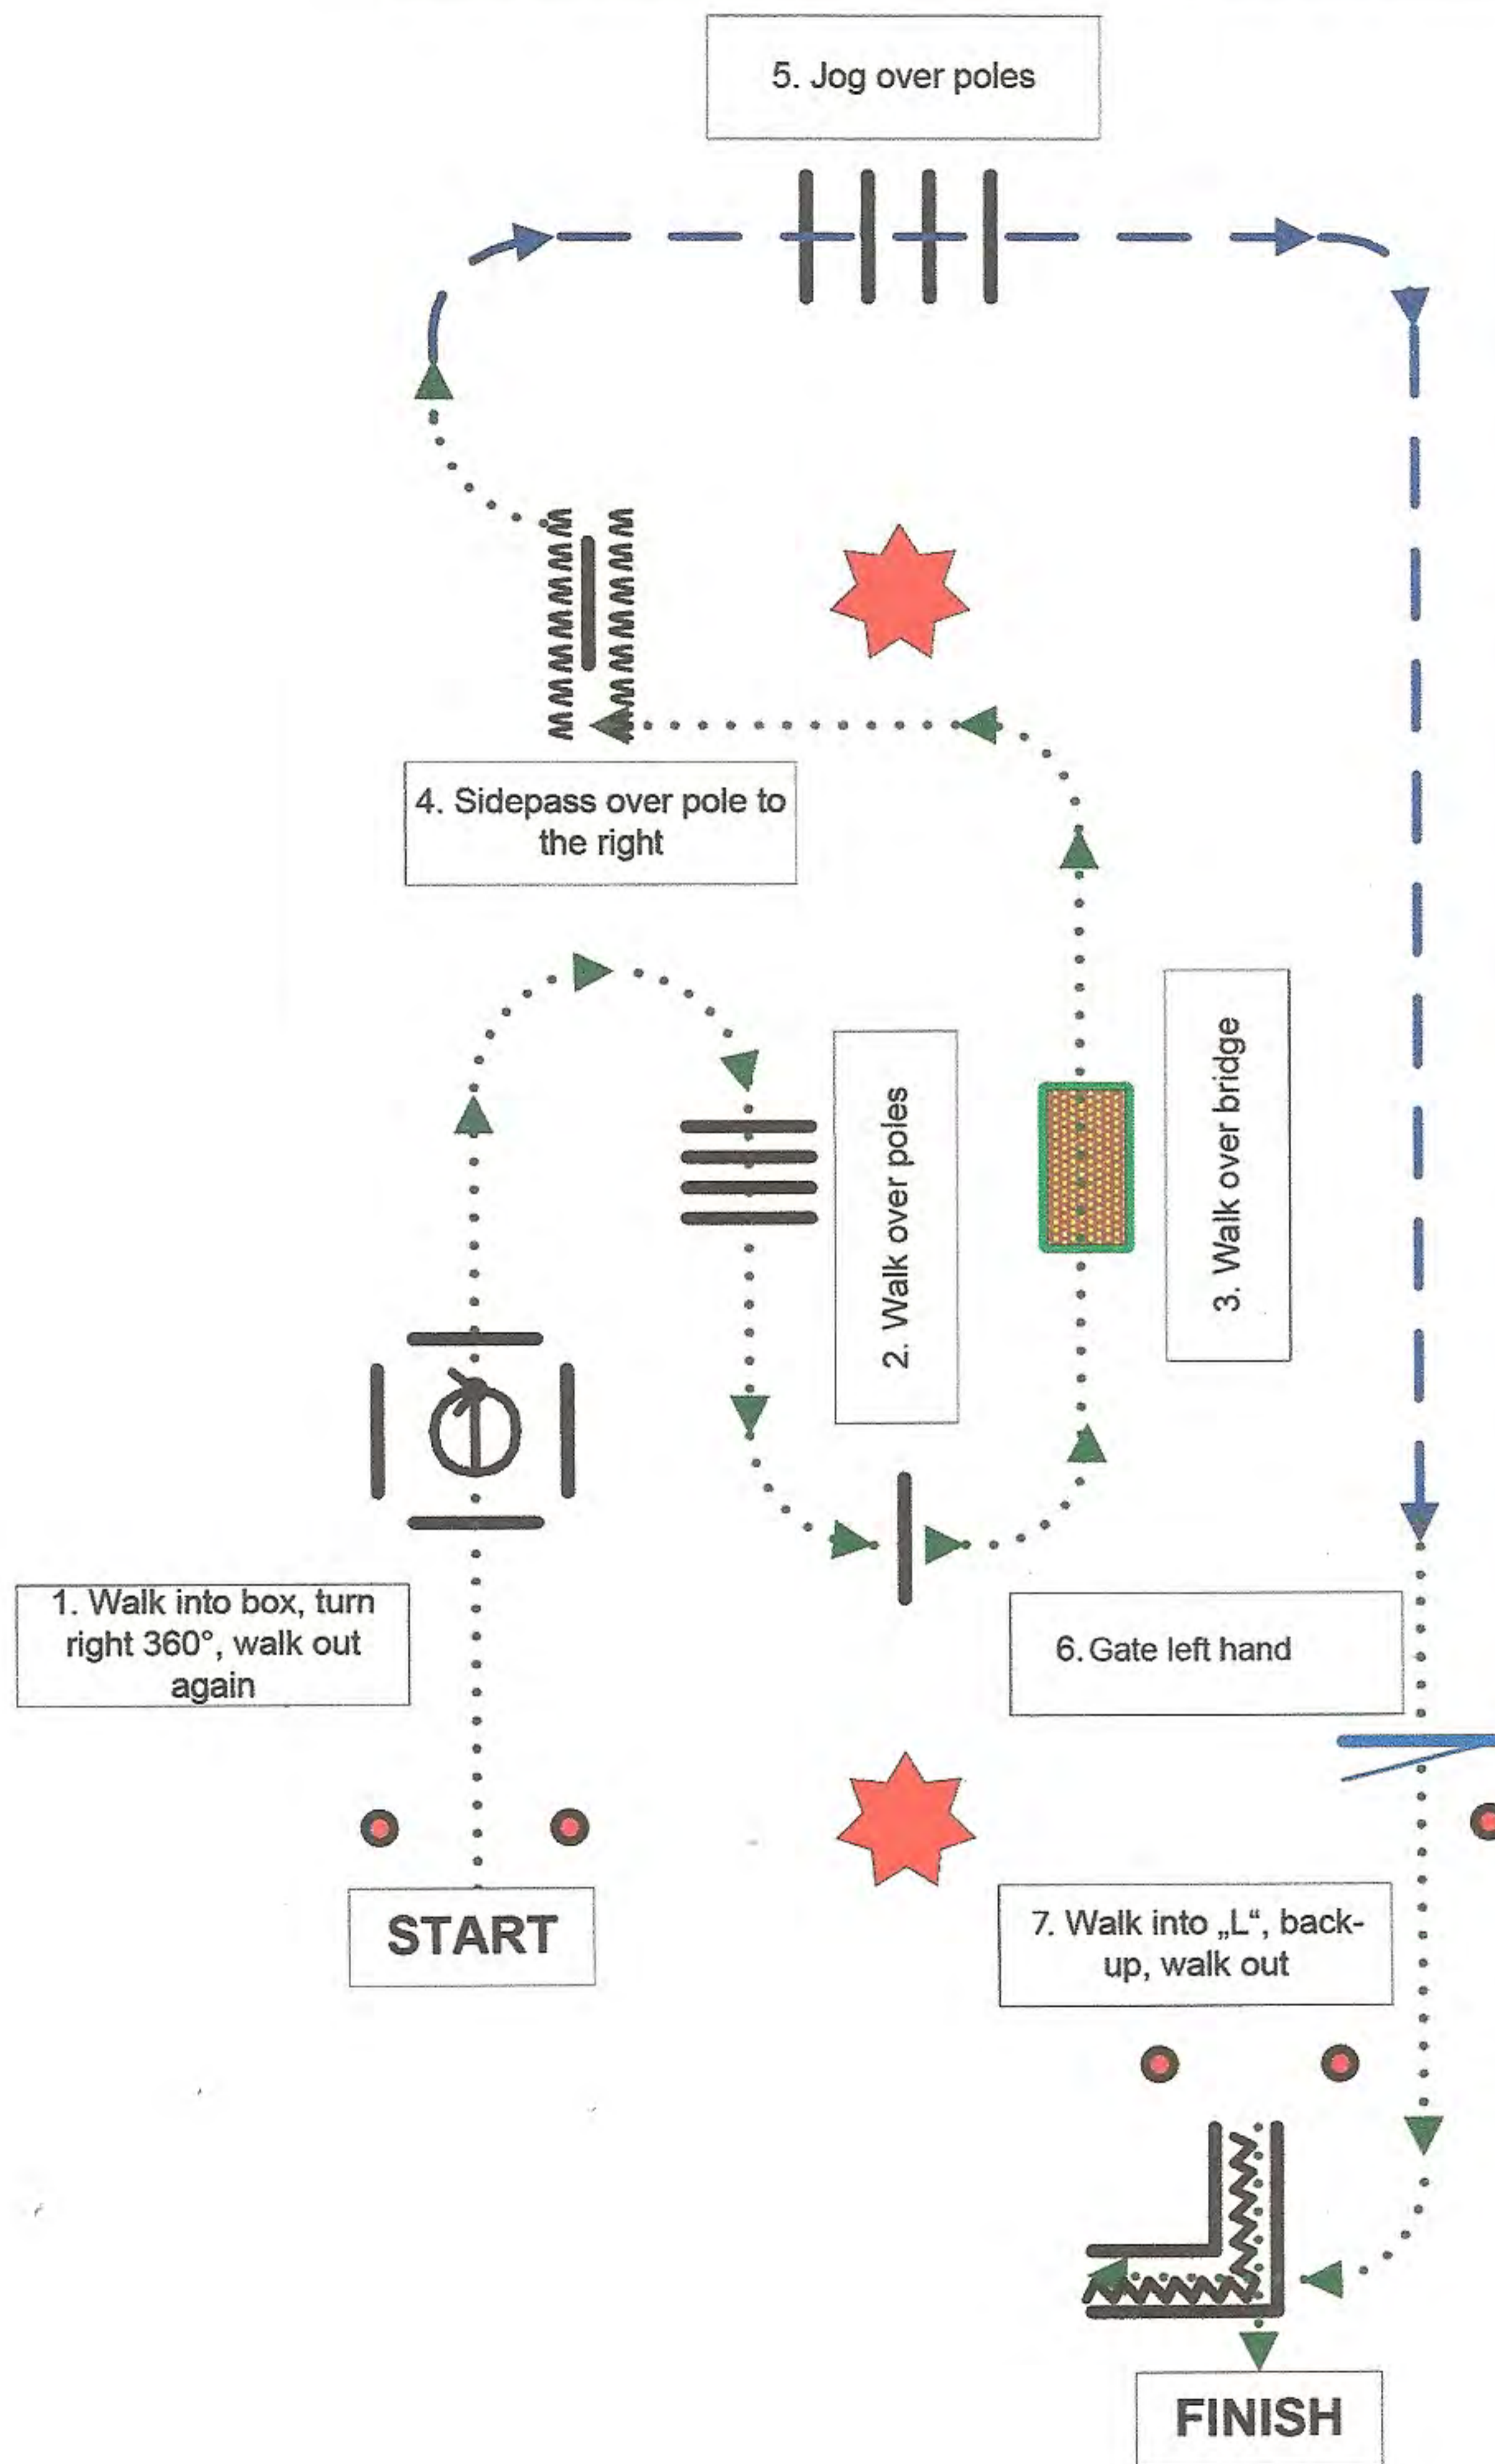 5. Jog over poles
4. Sidepass over pole to
the right
2. Walk over poles
3. Walk over bridge
1. Walk into box, turn
right 360°, walk out
again
6. Gate left hand
START
7. Walk into „L“, back-
up, walk out
FINISH